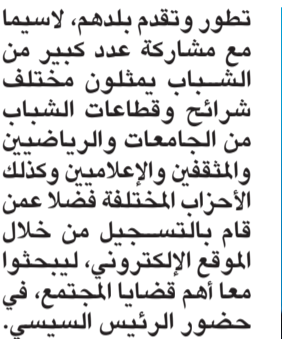 تطور وتقدم بلدهم، لاسيما
مع مشاركة عدد كبير من
الشباب يمثلون مختلف
شرائح وقطاعات الشباب
من الجامعات والرياضيين
والمثقفين والإعلاميين وكذلك
الأحزاب المختلفة فضلا عمن
قام بالتسجيل من خلال
الموقع الإلكتروني، ليبحثوا
معا أهم قضايا المجتمع، في
حضور الرئيس السيسي.